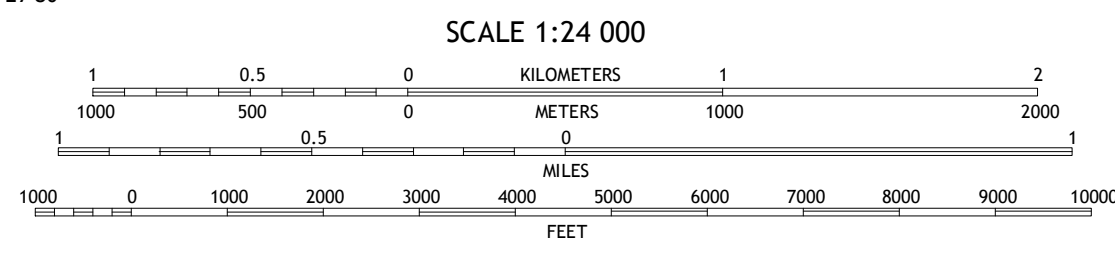 SCALE 1:24 000
1 0.5 0 KILOMETERS 1 2
1000 500 0 METERS 1000 2000
1 0.5 0 1
MILES
1000 0 1000 2000 3000 4000 5000 6000 7000 8000 9000 10000
FEET